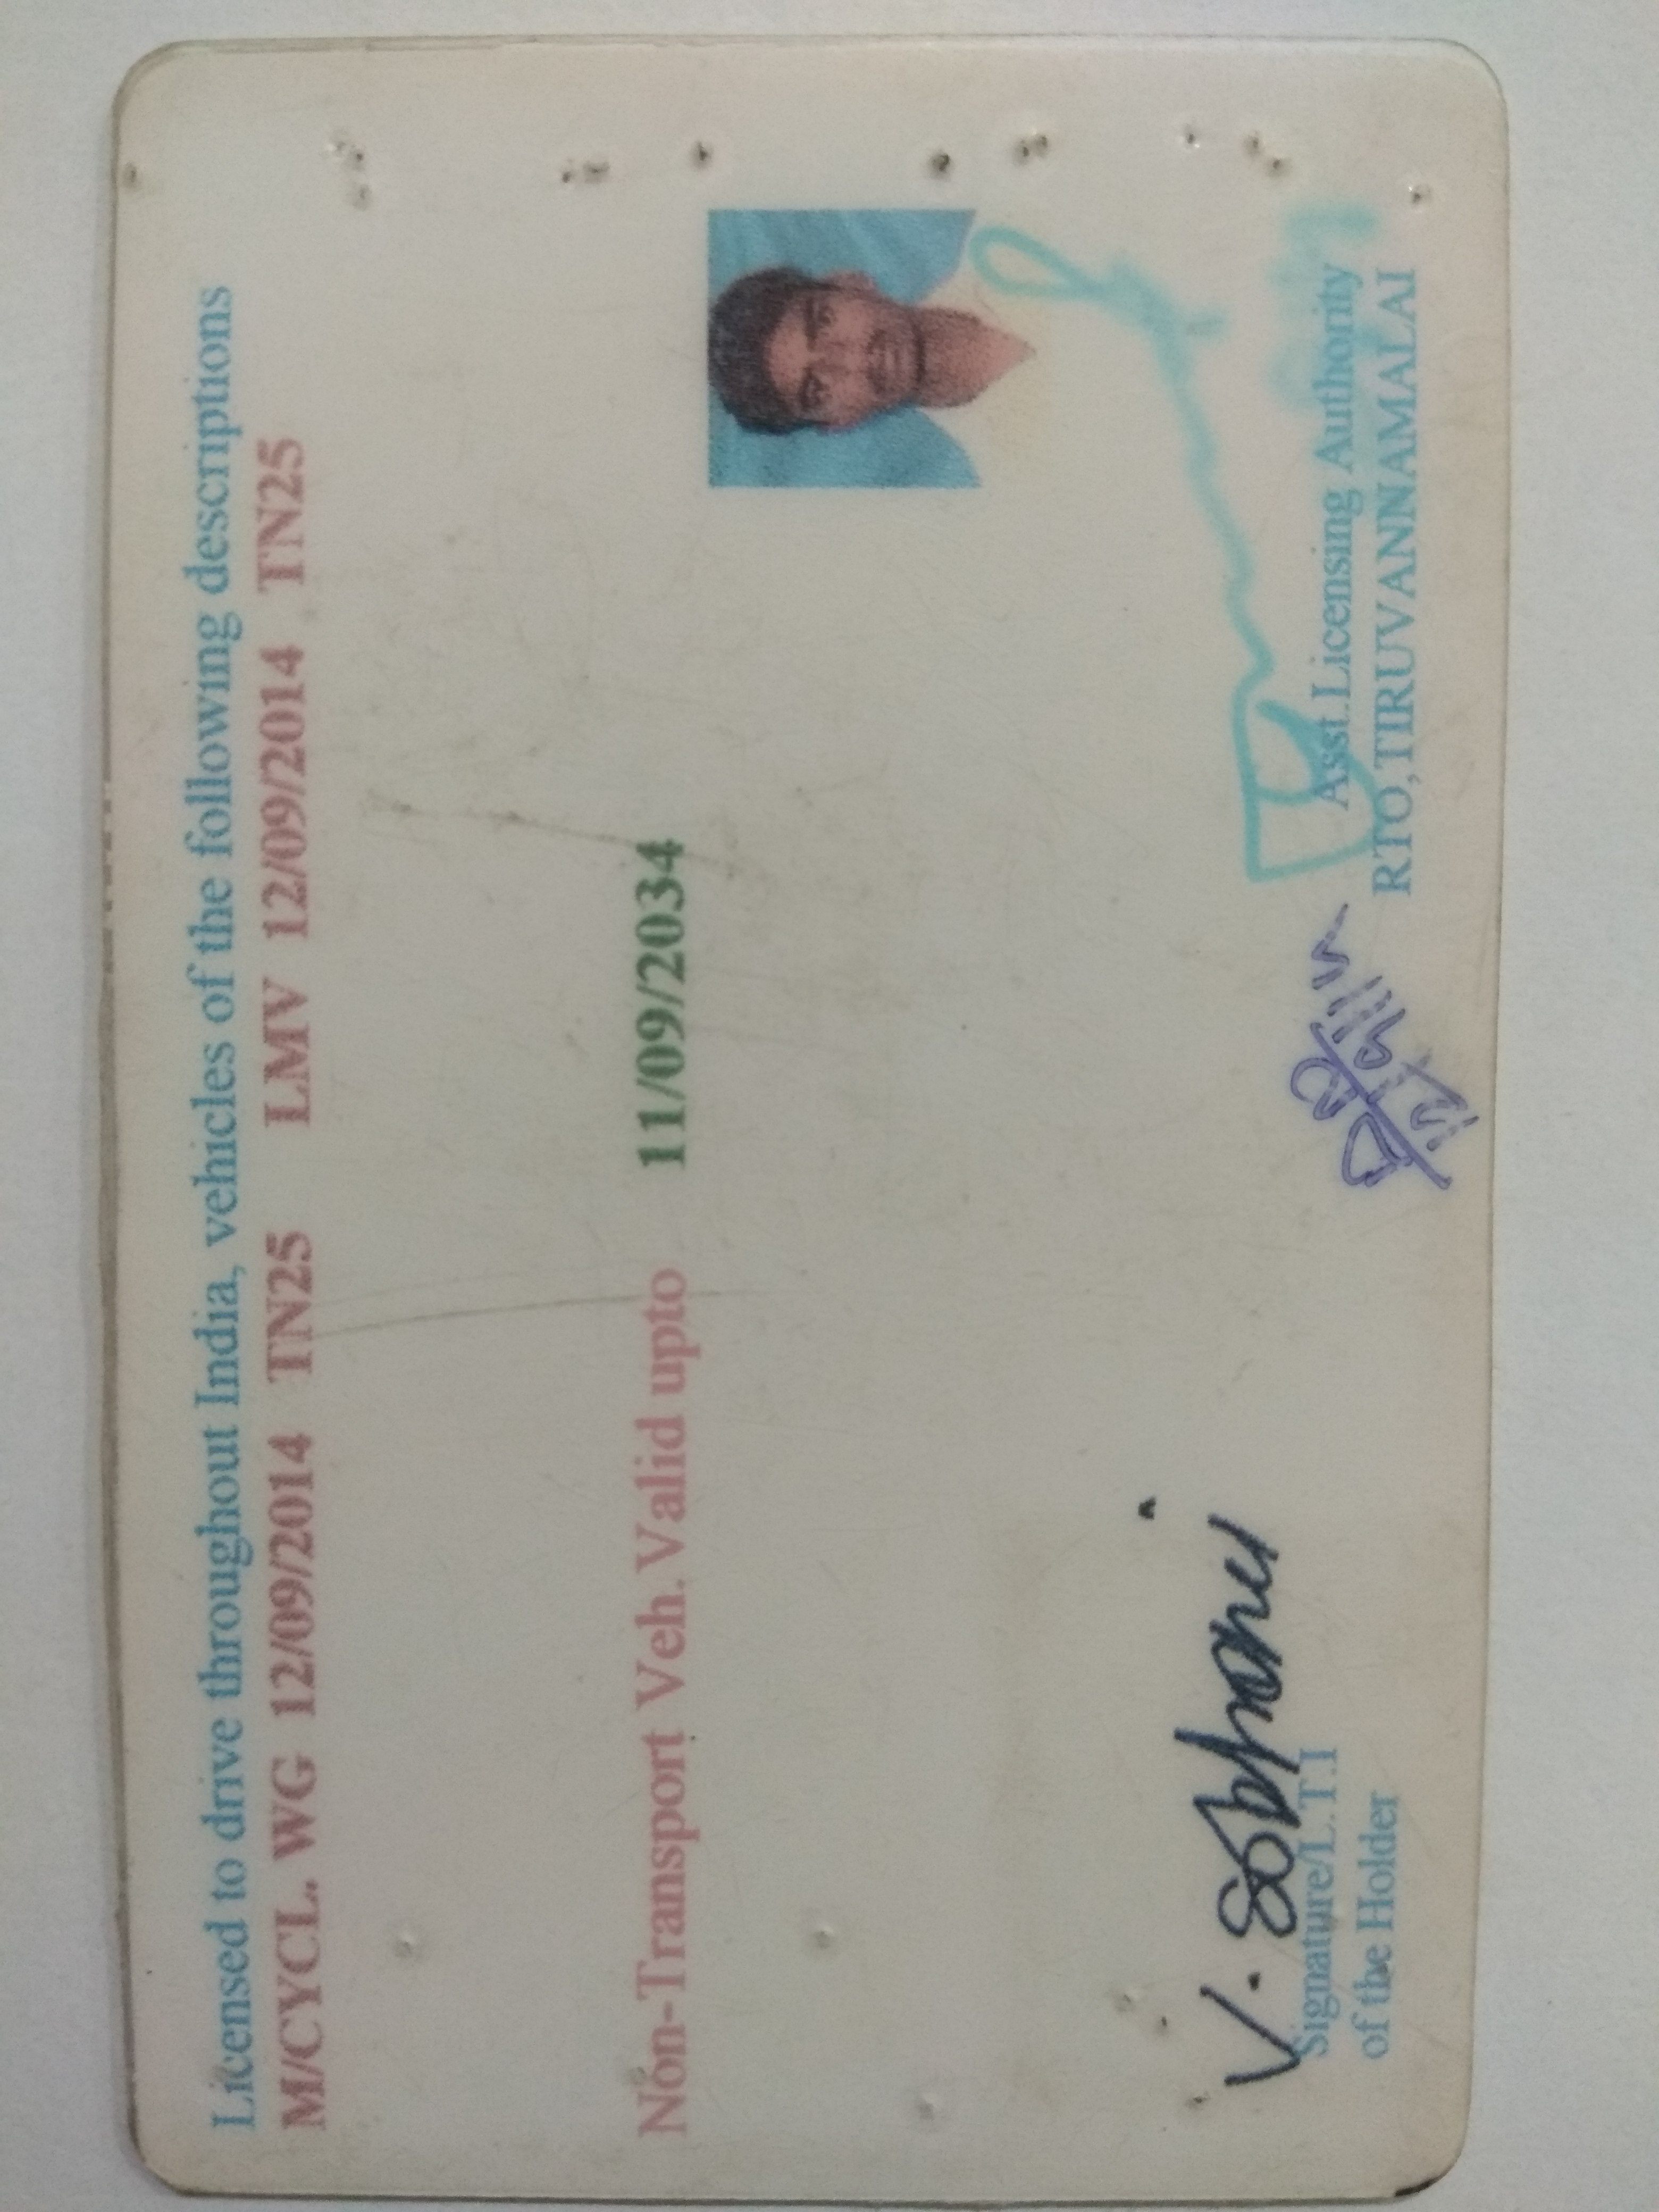 Licensed to drive throughout India, vehicles of the following descriptions
M/CYCL. WG 12/09/2014 TN25 LMV 12/09/2014 TN25
Non-Transport Veh. Valid upto 11/09/2034
V.
Signature/L.T.I
of the Holder
Asst.Licensing Authority
RTO,TIRUVANNAMALAI